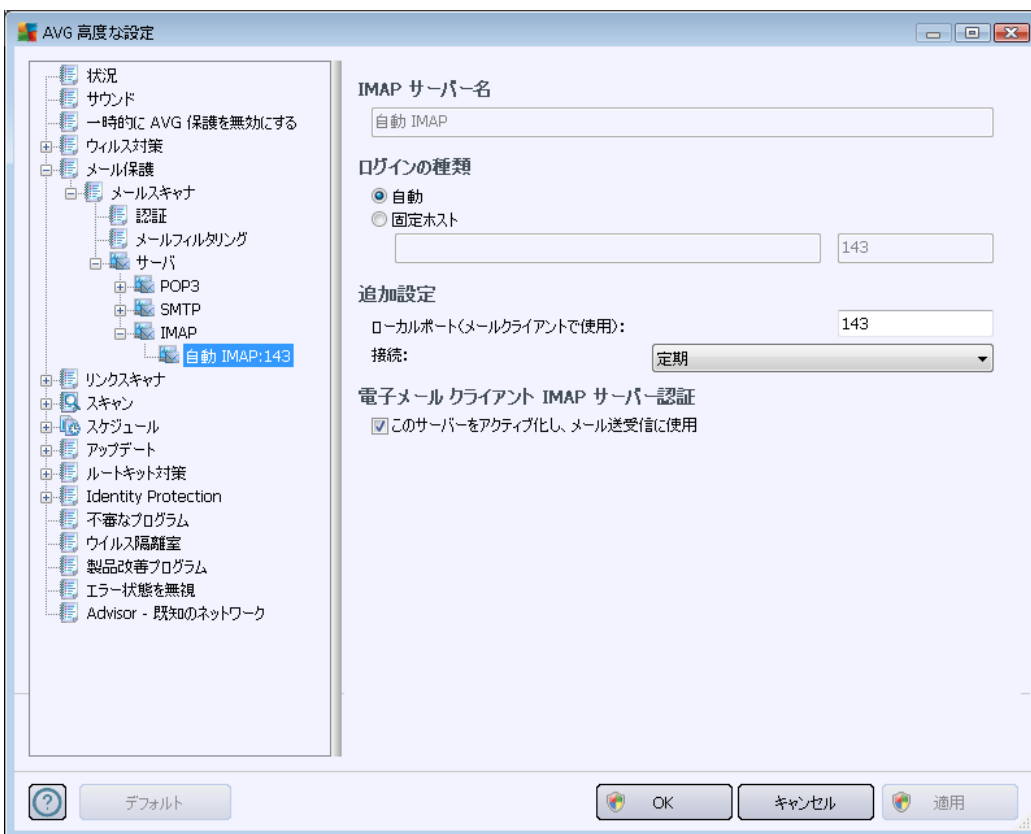 AVG 高度な設定
状況
サウンド
一時的に AVG 保護を無効にする
ウィルス対策
メール保護
メールスキャナ
認証
メールフィルタリング
サーバ
POP3
SMTP
IMAP
自動 IMAP:143
リンクスキャナ
スキャン
スケジュール
アップデート
ルートキット対策
Identity Protection
不審なプログラム
ウイルス隔離室
製品改善プログラム
エラー状態を無視
Advisor - 既知のネットワーク
IMAP サーバー名
自動 IMAP
ログインの種類
自動
固定ホスト
143
追加設定
ローカルポート(メールクライアントで使用): 143
接続: 定期
電子メール クライアント IMAP サーバー認証
このサーバーをアクティブ化し、メール送受信に使用
? デフォルト OK キャンセル 適用